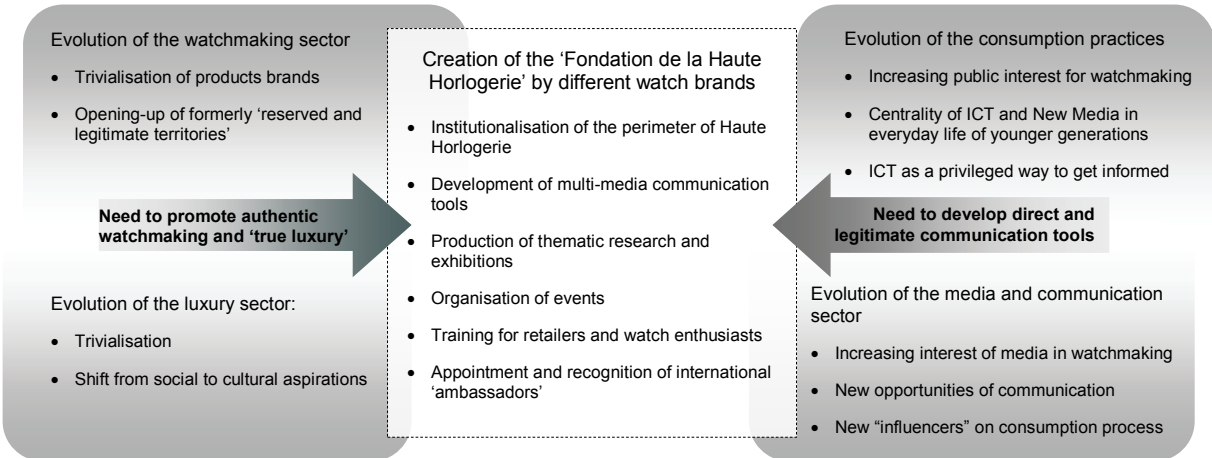 Evolution of the watchmaking sector
• Trivialisation of products brands
• Opening-up of formerly ‘reserved and
legitimate territories’
Need to promote authentic
watchmaking and ‘true luxury’
Evolution of the luxury sector:
• Trivialisation
• Shift from social to cultural aspirations
Creation of the ‘Fondation de la Haute
Horlogerie’ by different watch brands
• Institutionalisation of the perimeter of Haute
Horlogerie
• Development of multi-media communication
tools
• Production of thematic research and
exhibitions
• Organisation of events
• Training for retailers and watch enthusiasts
• Appointment and recognition of international
‘ambassadors’
Evolution of the consumption practices
• Increasing public interest for watchmaking
• Centrality of ICT and New Media in
everyday life of younger generations
• ICT as a privileged way to get informed
Need to develop direct and
legitimate communication tools
Evolution of the media and communication
sector
• Increasing interest of media in watchmaking
• New opportunities of communication
• New “influencers” on consumption process